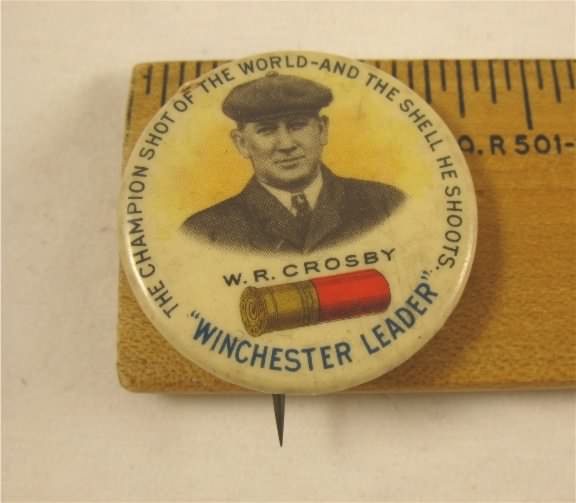 THE CHAMPION SHOT OF THE WORLD-AND THE SHELL HE SHOOTS.
W. R. CROSBY
"WINCHESTER LEADER"
O. R 501-